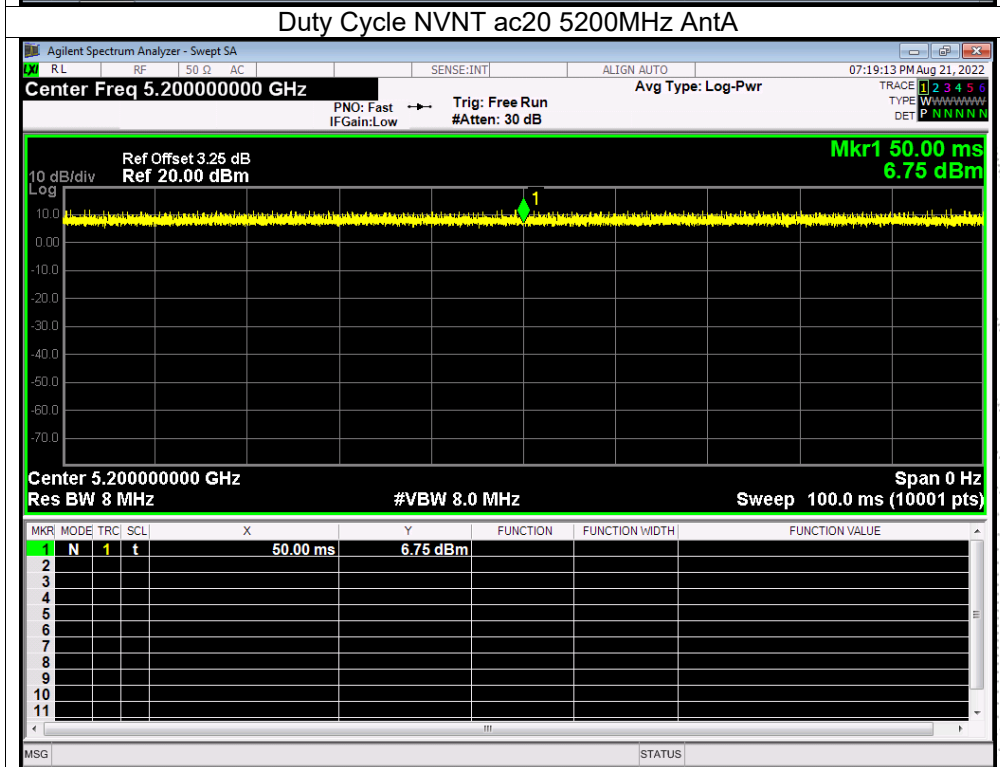 Duty Cycle NVNT ac20 5200MHz AntA
Agilent Spectrum Analyzer - Swept SA
LXI RL RF 50 Ω AC SENSE:INT ALIGN AUTO 07:19:13 PM Aug 21, 2022
Center Freq 5.200000000 GHz Avg Type: Log-Pwr TRACE 1 2 3 4 5 6
PNO: Fast Trig: Free Run TYPE WWWWWW
IFGain:Low #Atten: 30 dB DET P N N N N N
Mkr1 50.00 ms
Ref Offset 3.25 dB
10 dB/div Ref 20.00 dBm 6.75 dBm
Log
1
10.0
0.00
-10.0
-20.0
-30.0
-40.0
-50.0
-60.0
-70.0
Center 5.200000000 GHz Span 0 Hz
Res BW 8 MHz #VBW 8.0 MHz Sweep 100.0 ms (10001 pts)
MKR MODE TRC SCL X Y FUNCTION FUNCTION WIDTH FUNCTION VALUE
1 N 1 t 50.00 ms 6.75 dBm
2
3
4
5
6
7
8
9
10
11
MSG STATUS